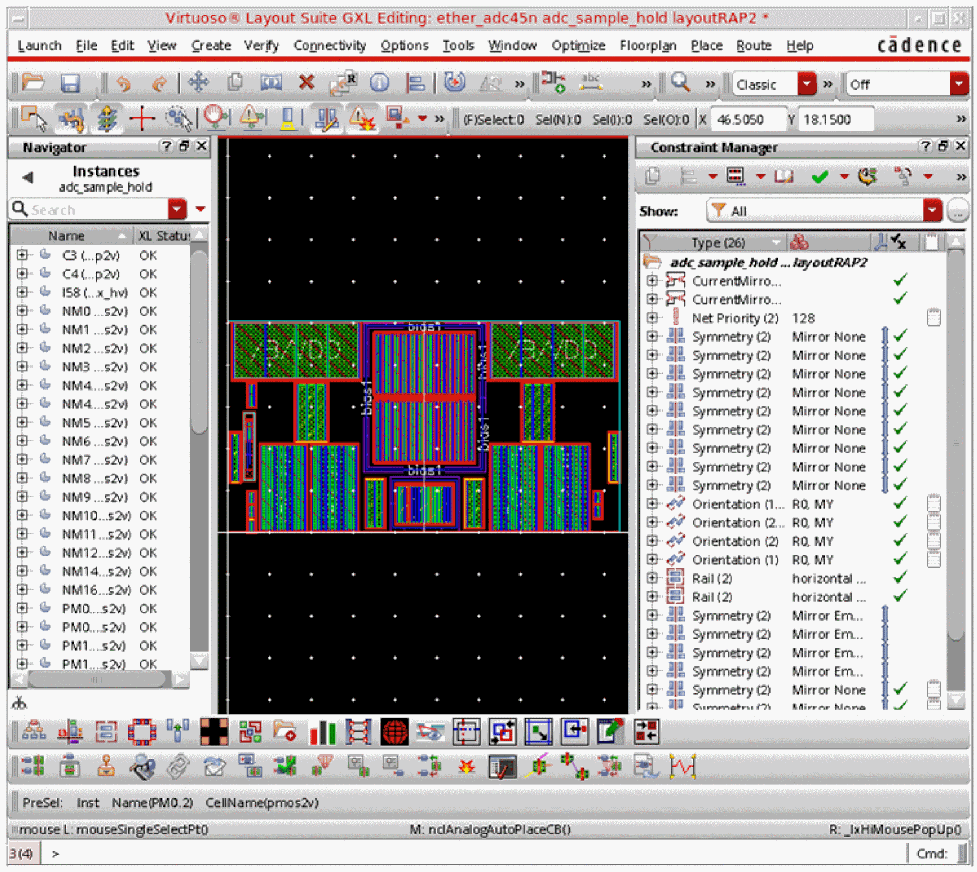 Virtuoso® Layout Suite GXL Editing: ether_adc45n adc_sample_hold layoutRAP2 *
Launch File Edit View Create Verify Connectivity Options Tools Window Optimize Floorplan Place Route Help cādence
» » » Classic » Off
» abc » (F)Select:0 Sel(N):0 Sel(I):0 Sel(O):0 X 46.5050 Y 18.1500 »
Navigator ? Constraint Manager ?
Instances
adc_sample_hold
Search
Show: All
Name XL Status
Type (26)
adc_sample_hold ...layoutRAP2
C3 (...p2v) OK
C4 (...p2v) OK
I58 (...x_hv) OK
NM0 ...s2v) OK
NM1 ...s2v) OK
NM2 ...s2v) OK
NM3 ...s2v) OK
NM4...s2v) OK
NM4...s2v) OK
NM5...s2v) OK
NM6 ...s2v) OK
NM7 ...s2v) OK
NM8 ...s2v) OK
NM9 ...s2v) OK
NM10...s2v) OK
NM11...s2v) OK
NM12...s2v) OK
NM14...s2v) OK
NM16...s2v) OK
PM0...s2v) OK
PM0....s2v) OK
PM1...s2v) OK
PM1....s2v) OK
bias1
bias1
bias1
bias1
bias1
CurrentMirro...
CurrentMirro...
Net Priority (2) 128
Symmetry (2) Mirror None
Symmetry (2) Mirror None
Symmetry (2) Mirror None
Symmetry (2) Mirror None
Symmetry (2) Mirror None
Symmetry (2) Mirror None
Symmetry (2) Mirror None
Symmetry (2) Mirror None
Symmetry (2) Mirror None
Orientation (1... R0, MY
Orientation (2... R0, MY
Orientation (2) R0, MY
Orientation (1) R0, MY
Rail (2) horizontal ...
Rail (2) horizontal ...
Symmetry (2) Mirror Em...
Symmetry (2) Mirror Em...
Symmetry (2) Mirror Em...
Symmetry (2) Mirror Em...
Symmetry (2) Mirror None
Symmetry (2) Mirror None
PreSel: Inst Name(PM0.2) CellName(pmos2v)
mouse L: mouseSingleSelectPt() M: nclAnalogAutoPlaceCB() R: _lxHiMousePopUp()
3(4) > Cmd: